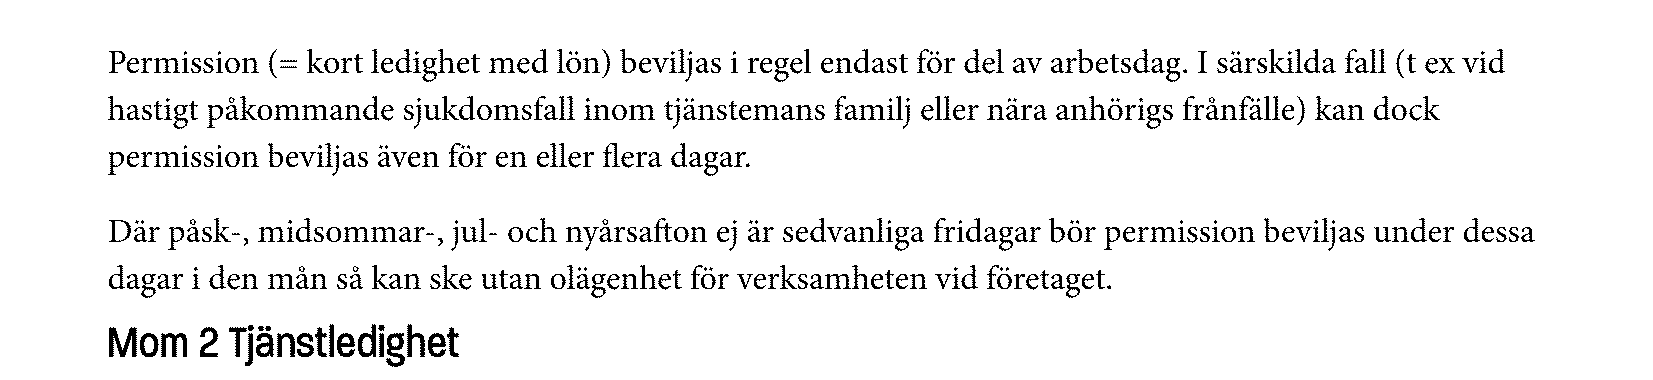 Permission (= kort ledighet med lön) beviljas i regel endast för del av arbetsdag. I särskilda fall (t ex vid
hastigt påkommande sjukdomsfall inom tjänstemans familj eller nära anhörigs frånfälle) kan dock
permission beviljas även för en eller flera dagar.
Där påsk-, midsommar-, jul- och nyårsafton ej är sedvanliga fridagar bör permission beviljas under dessa
dagar i den mån så kan ske utan olägenhet för verksamheten vid företaget.
Mom 2 Tjänstledighet